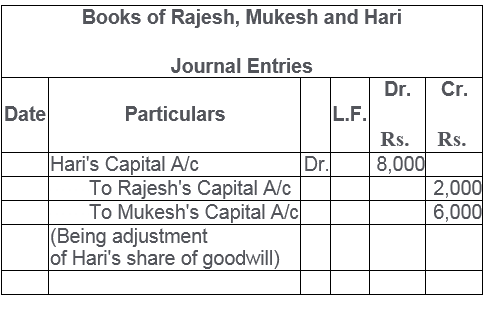 Books of Rajesh, Mukesh and Hari
Journal Entries
Date Particulars L.F. Dr. Rs. Cr. Rs.
Hari's Capital A/c Dr. 8,000
To Rajesh's Capital A/c 2,000
To Mukesh's Capital A/c 6,000
(Being adjustment
of Hari's share of goodwill)